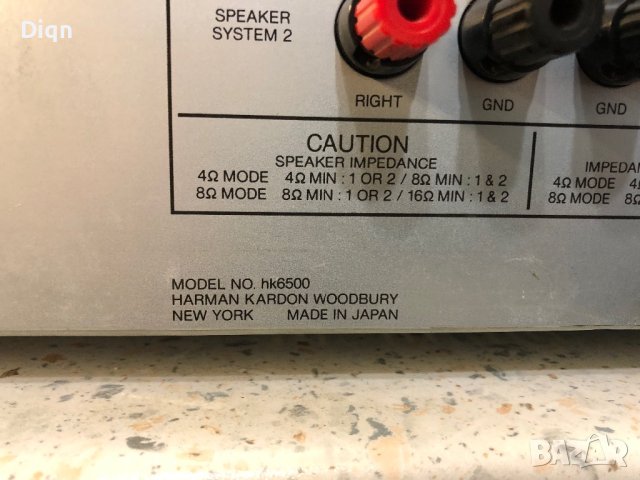 Diqn
SPEAKER
SYSTEM 2
RIGHT
GND
GND
CAUTION
SPEAKER IMPEDANCE
4Ω MODE 4Ω MIN : 1 OR 2 / 8Ω MIN : 1 & 2
8Ω MODE 8Ω MIN : 1 OR 2 / 16Ω MIN : 1 & 2
4Ω MODE
8Ω MODE
MODEL NO. hk6500
HARMAN KARDON WOODBURY
NEW YORK MADE IN JAPAN
BAZAR